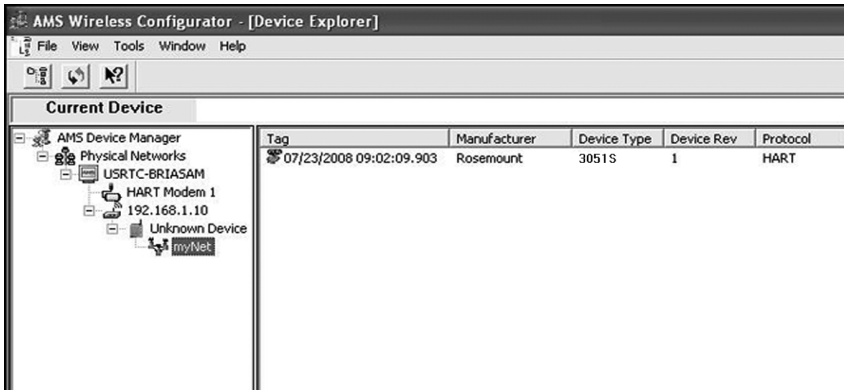 AMS Wireless Configurator - [Device Explorer]
File View Tools Window Help
Current Device
AMS Device Manager
Physical Networks
USRTC-BRIASAM
HART Modem 1
192.168.1.10
Unknown Device
myNet
Tag Manufacturer Device Type Device Rev Protocol
07/23/2008 09:02:09.903 Rosemount 3051S 1 HART